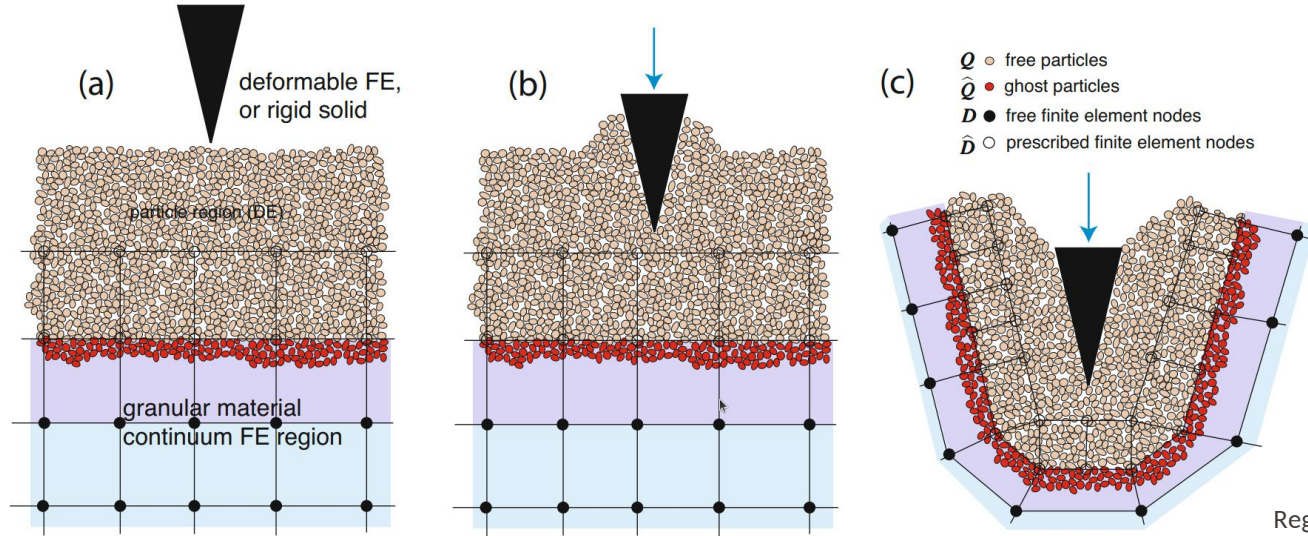 (a)
deformable FE,
or rigid solid
particle region (DE)
granular material
continuum FE region
(b)
(c)
Q free particles
Q̂ ghost particles
D free finite element nodes
D̂ prescribed finite element nodes
Reg